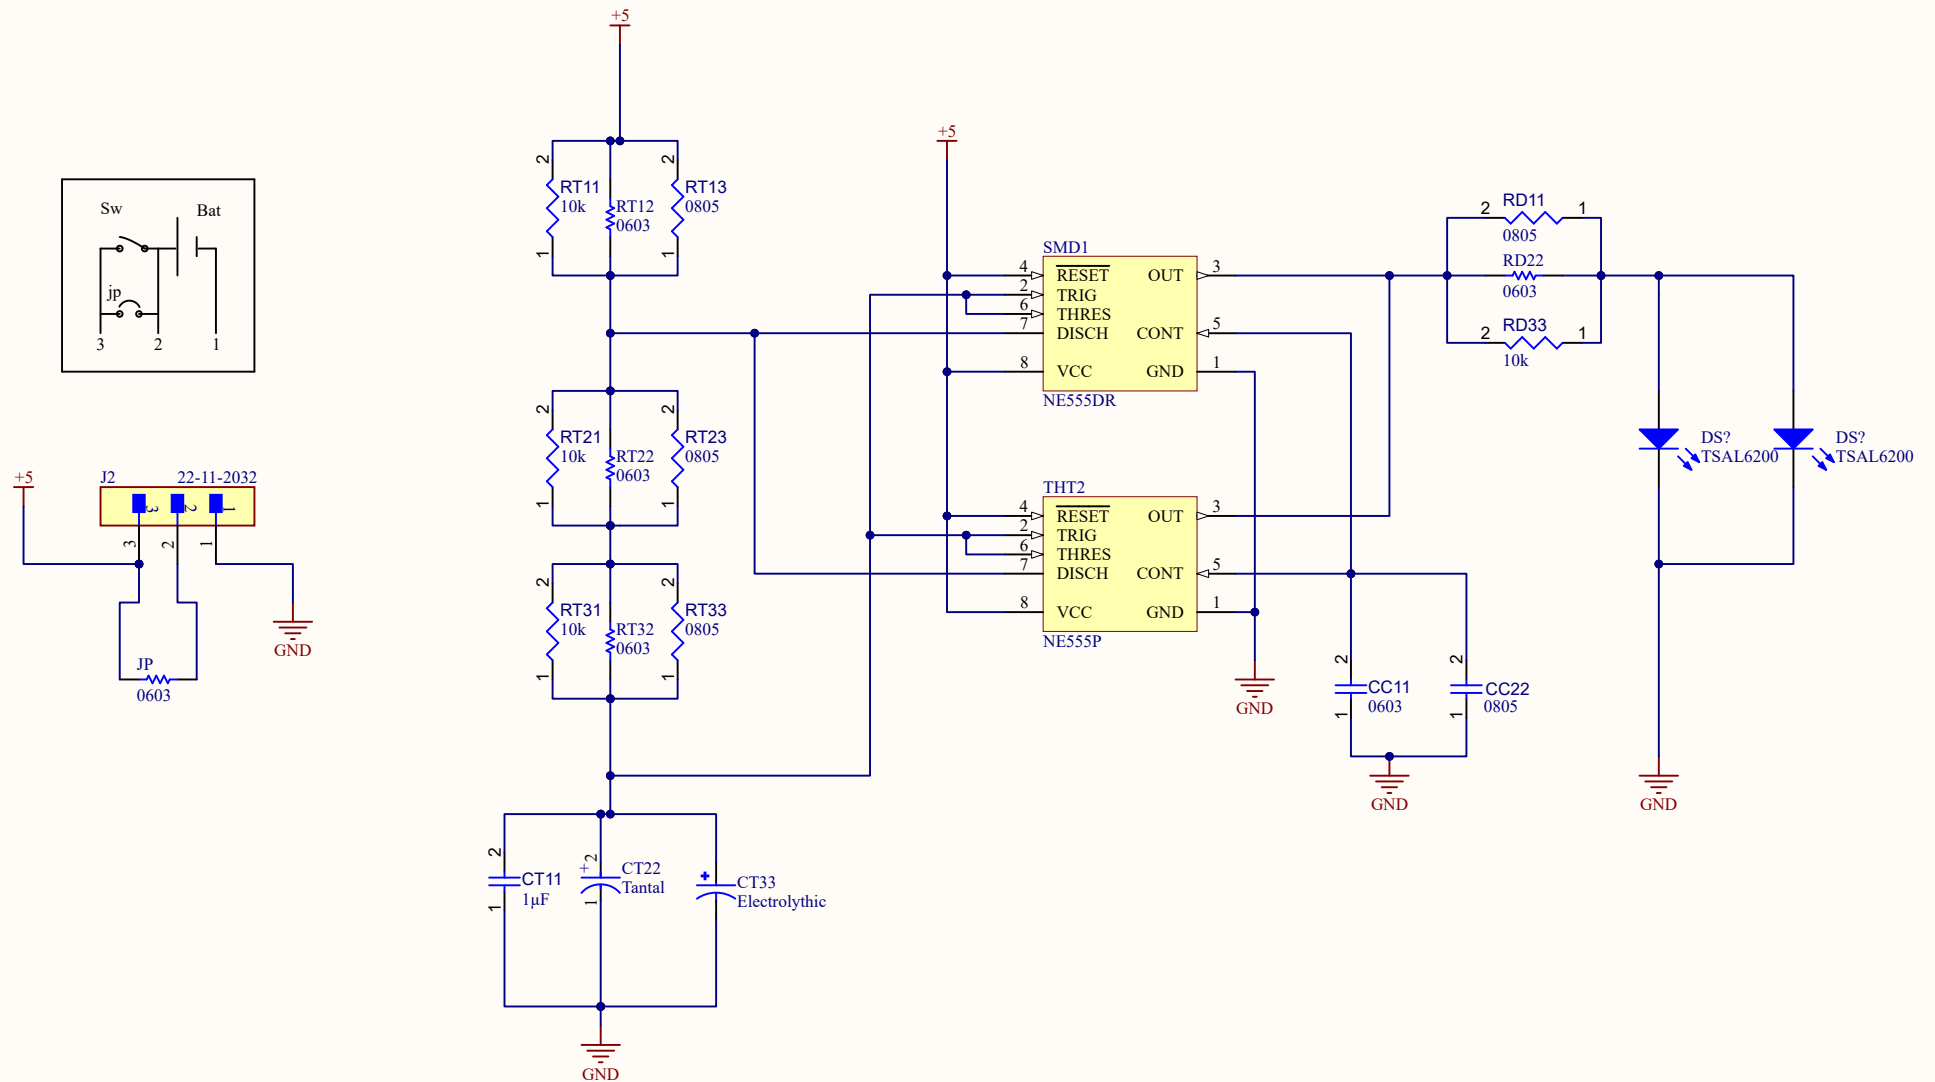 +5
2
2
RT11
10k
RT12
0603
RT13
0805
1
1
Sw
Bat
jp
3
2
1
+5
J2
22-11-2032
3
2
1
3
2
1
JP
0603
GND
2
2
RT21
10k
RT22
0603
RT23
0805
1
1
2
2
RT31
10k
RT32
0603
RT33
0805
1
1
2
CT11
1µF
1
+
2
CT22
Tantal
1
+
CT33
Electrolythic
GND
+5
SMD1
4
RESET
OUT
3
2
TRIG
6
THRES
7
DISCH
CONT
5
8
VCC
GND
1
NE555DR
THT2
4
RESET
OUT
3
2
TRIG
6
THRES
7
DISCH
CONT
5
8
VCC
GND
1
NE555P
GND
2
CC11
0603
1
2
CC22
0805
1
GND
RD11
2
1
0805
RD22
0603
RD33
2
1
10k
DS?
TSAL6200
DS?
TSAL6200
GND